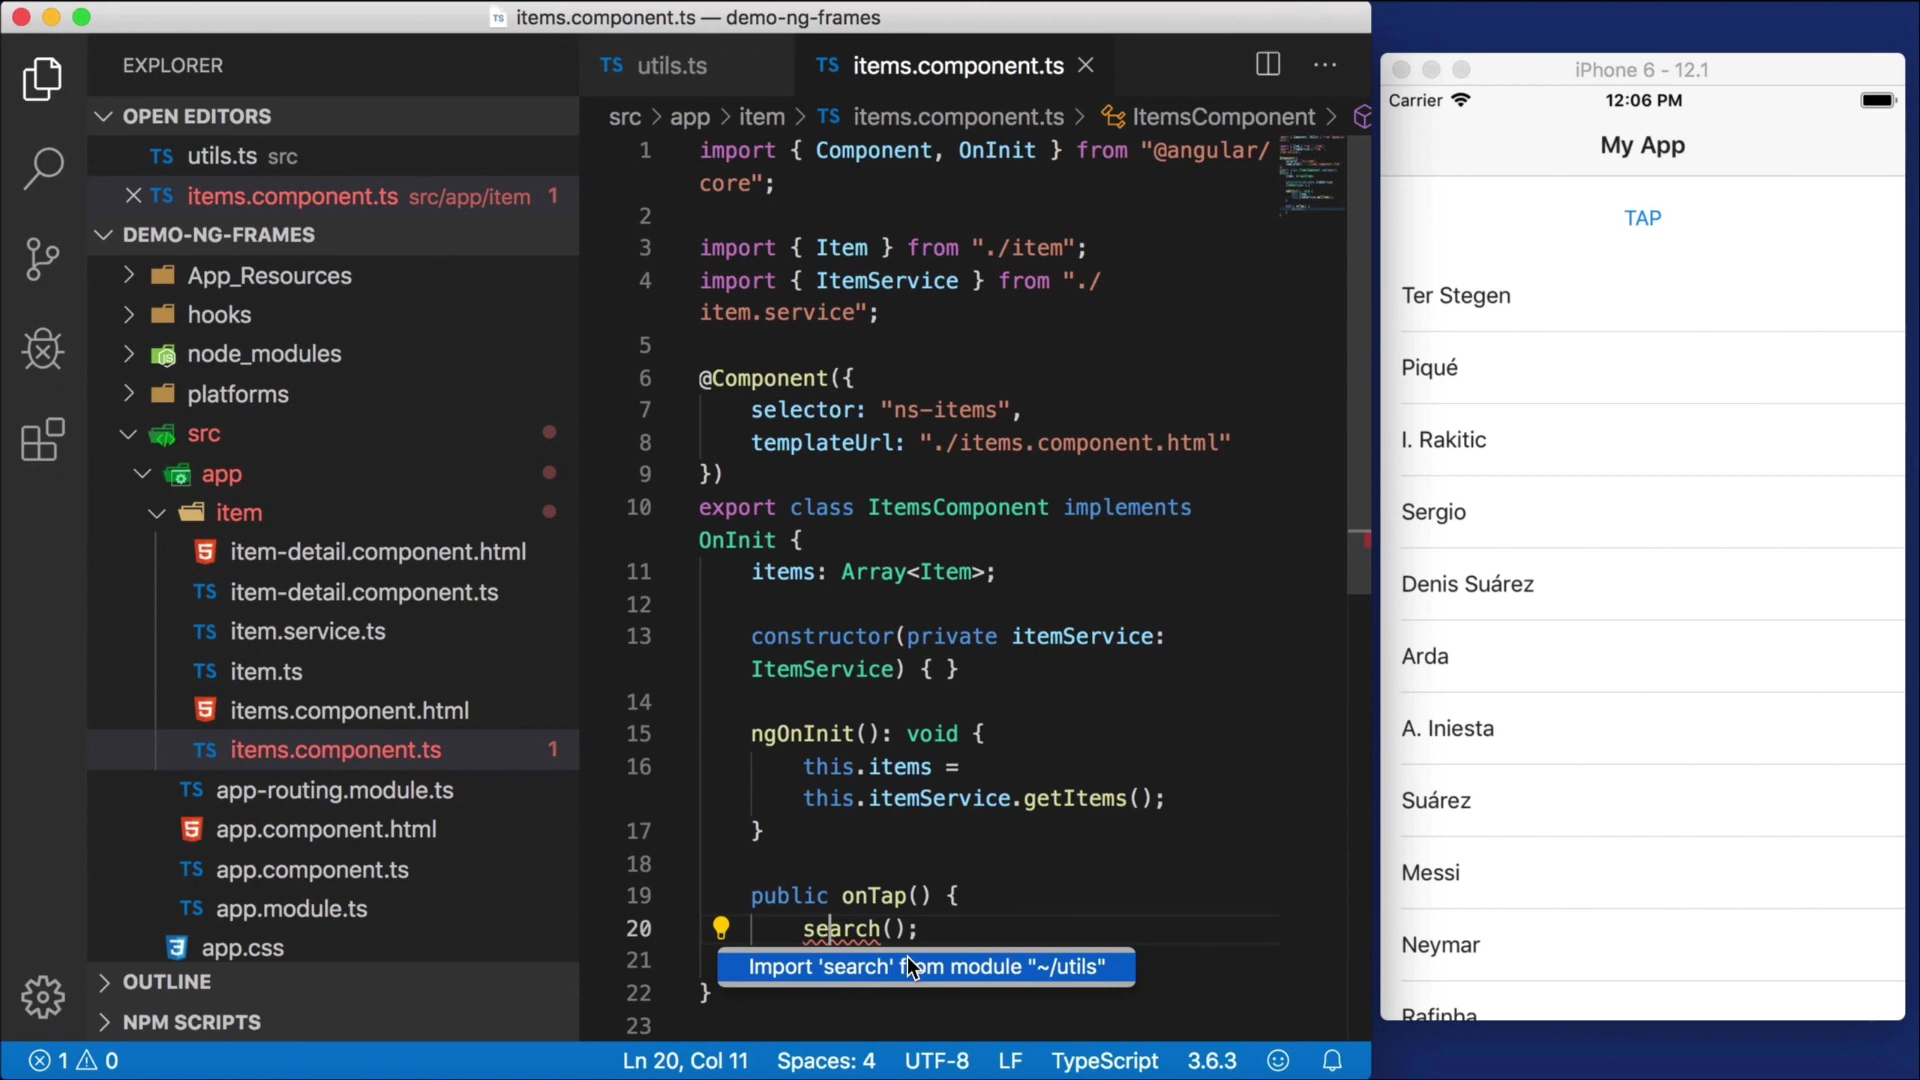 TS items.component.ts — demo-ng-frames
EXPLORER
OPEN EDITORS
TS utils.ts src
TS items.component.ts src/app/item 1
DEMO-NG-FRAMES
App_Resources
hooks
node_modules
platforms
src
app
item
item-detail.component.html
TS item-detail.component.ts
TS item.service.ts
TS item.ts
items.component.html
TS items.component.ts 1
TS app-routing.module.ts
app.component.html
TS app.component.ts
TS app.module.ts
app.css
OUTLINE
NPM SCRIPTS
TS utils.ts
TS items.component.ts
src > app > item > TS items.component.ts > ItemsComponent >
1 import { Component, OnInit } from "@angular/
core";
2
3 import { Item } from "./item";
4 import { ItemService } from "./
item.service";
5
6 @Component({
7 selector: "ns-items",
8 templateUrl: "./items.component.html"
9 })
10 export class ItemsComponent implements
OnInit {
11 items: Array<Item>;
12
13 constructor(private itemService:
ItemService) { }
14
15 ngOnInit(): void {
16 this.items =
this.itemService.getItems();
17 }
18
19 public onTap() {
20 search();
21
Import 'search' from module "~/utils"
22 }
23
1 0
Ln 20, Col 11 Spaces: 4 UTF-8 LF TypeScript 3.6.3
iPhone 6 - 12.1
Carrier 12:06 PM
My App
TAP
Ter Stegen
Piqué
I. Rakitic
Sergio
Denis Suárez
Arda
A. Iniesta
Suárez
Messi
Neymar
Rafinha